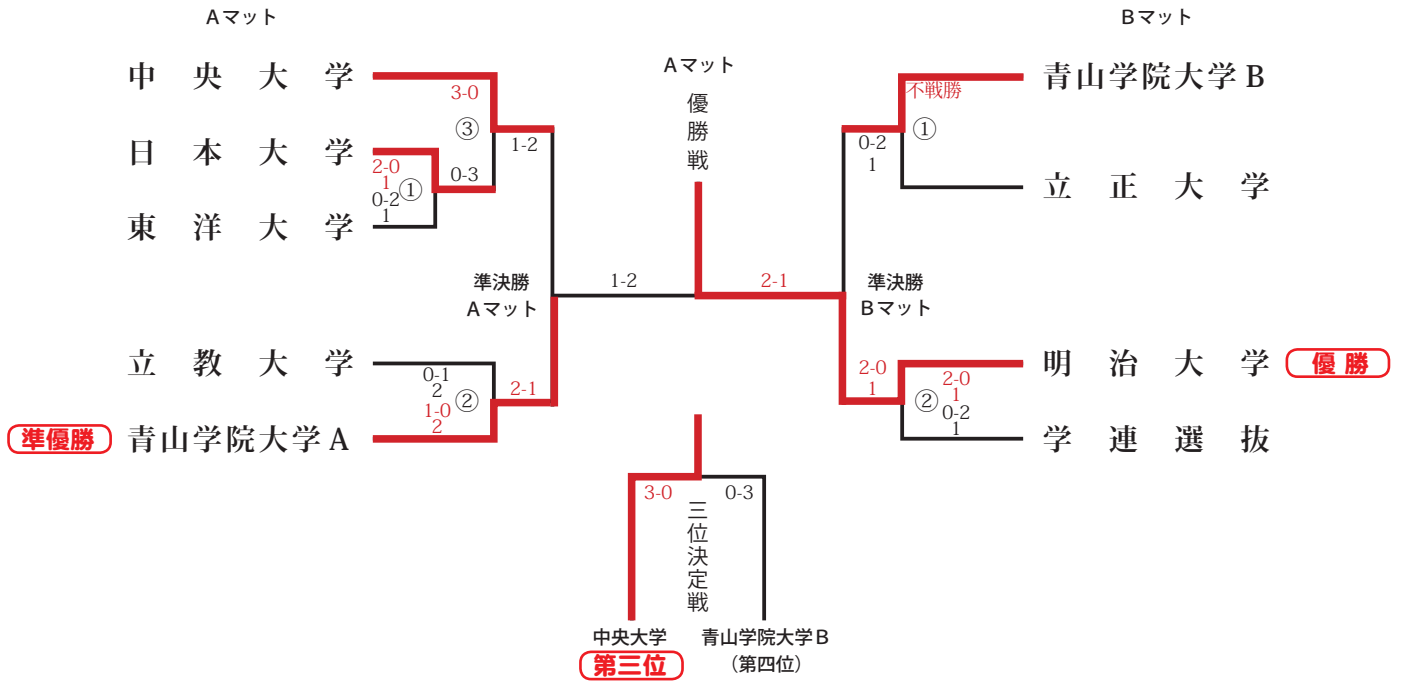 Aマット
Bマット
中央大学
3-0
③
1-2
日本大学
2-0
1
①
0-3
0-2
1
東洋大学
準決勝
Aマット
立教大学
0-1
2
②
2-1
1-0
2
準優勝
青山学院大学A
Aマット
優勝戦
1-2
2-1
青山学院大学B
不戦勝
①
0-2
1
立正大学
準決勝
Bマット
明治大学
優勝
2-0
1
②
2-0
1
0-2
1
学連選抜
3-0
0-3
三位決定戦
中央大学
第三位
青山学院大学B
（第四位）